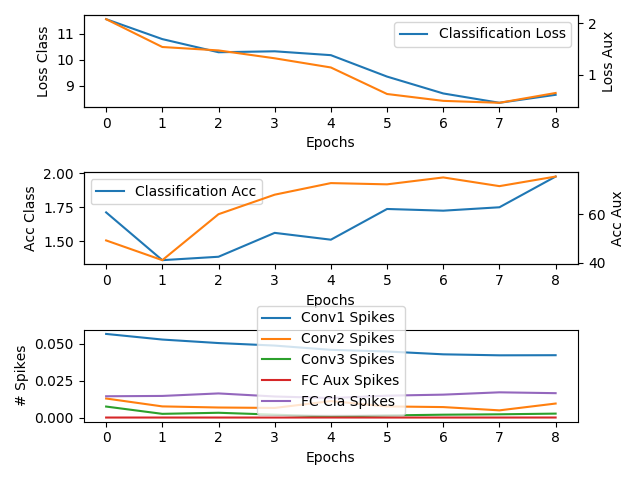 Classification Loss
Loss Class
Loss Aux
11
10
9
2
1
0 1 2 3 4 5 6 7 8
Epochs
Classification Acc
Acc Class
Acc Aux
2.00
1.75
1.50
60
40
0 1 2 3 4 5 6 7 8
Epochs
Conv1 Spikes
Conv2 Spikes
Conv3 Spikes
FC Aux Spikes
FC Cla Spikes
# Spikes
0.050
0.025
0.000
0 1 2 3 4 5 6 7 8
Epochs